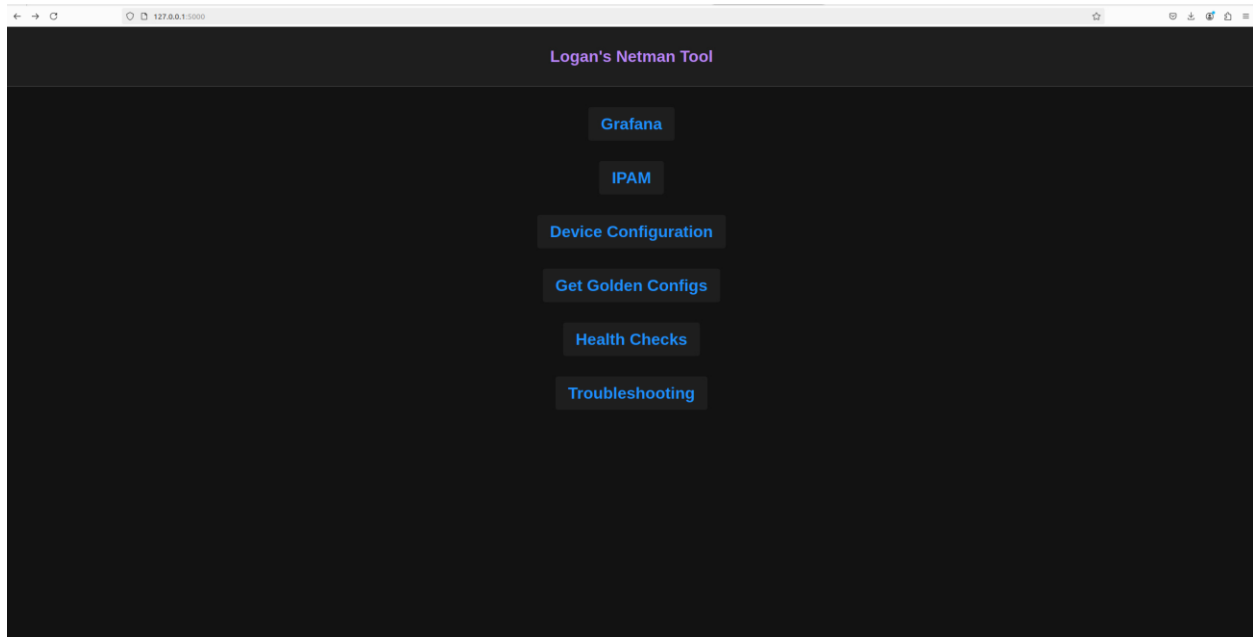 127.0.0.1:5000
Logan's Netman Tool
Grafana
IPAM
Device Configuration
Get Golden Configs
Health Checks
Troubleshooting